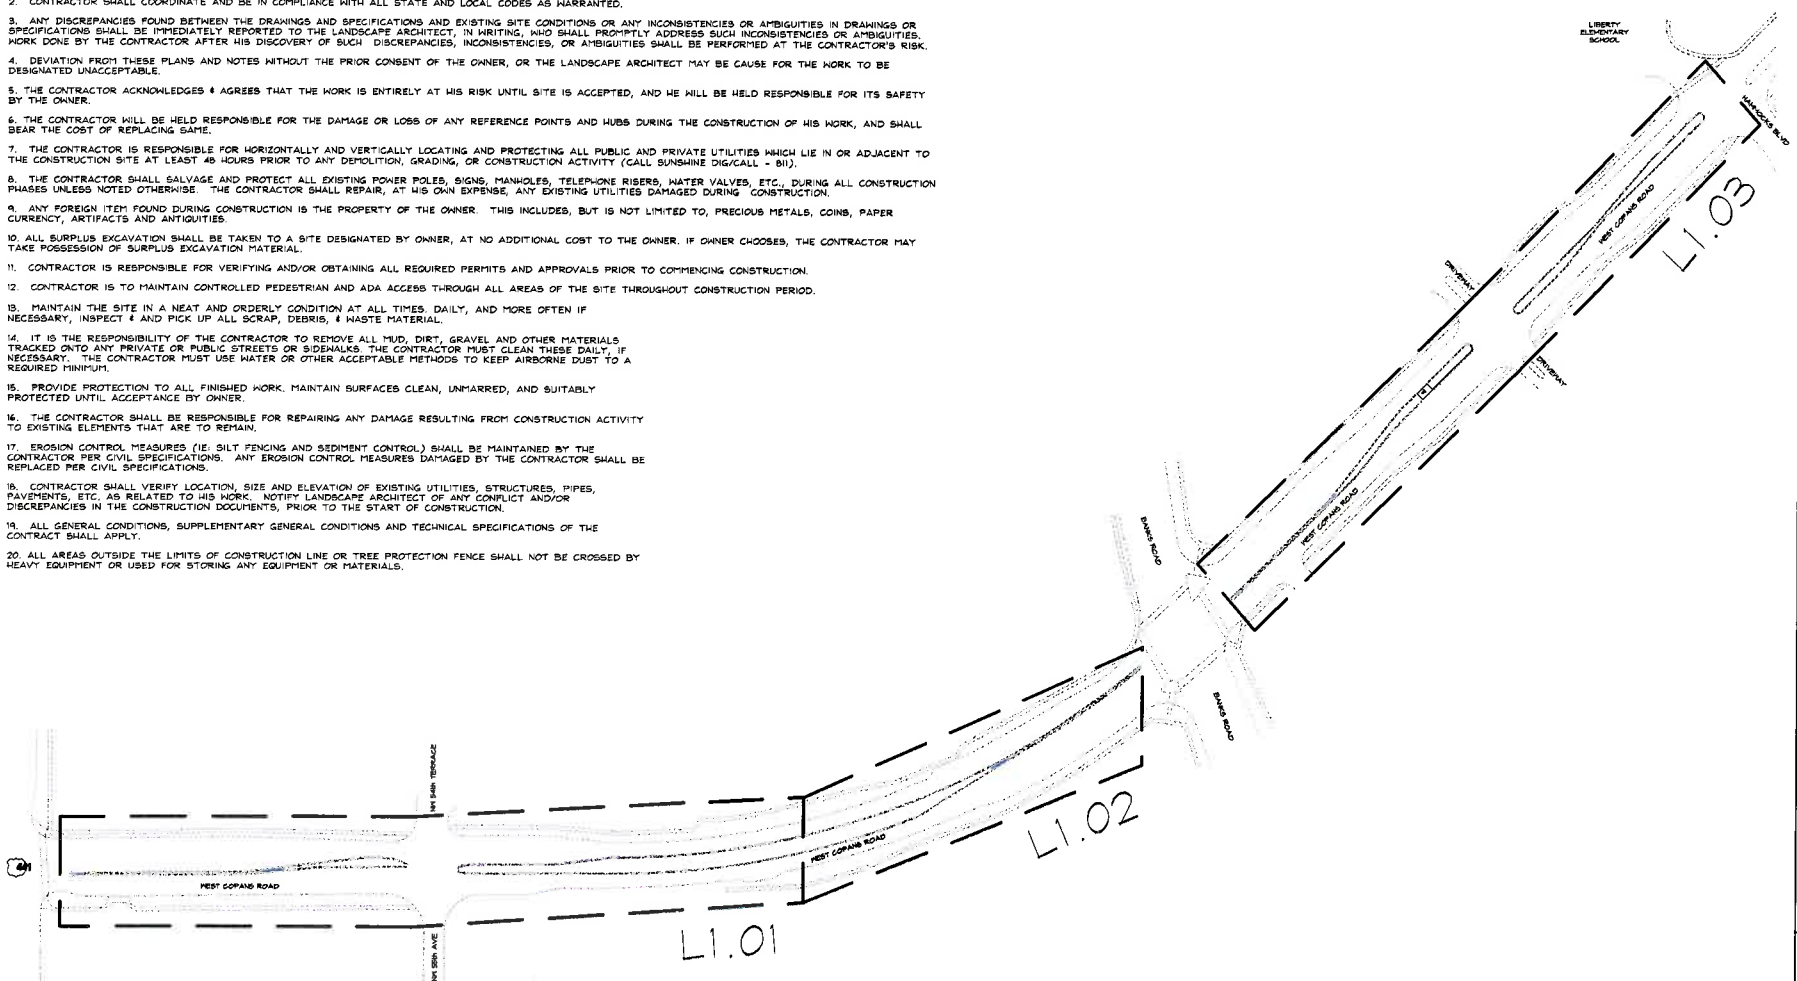 2. CONTRACTOR SHALL COORDINATE AND BE IN COMPLIANCE WITH ALL STATE AND LOCAL CODES AS WARRANTED.
3. ANY DISCREPANCIES FOUND BETWEEN THE DRAWINGS AND SPECIFICATIONS AND EXISTING SITE CONDITIONS OR ANY INCONSISTENCIES OR AMBIGUITIES IN DRAWINGS OR
SPECIFICATIONS SHALL BE IMMEDIATELY REPORTED TO THE LANDSCAPE ARCHITECT, IN WRITING, WHO SHALL PROMPTLY ADDRESS SUCH INCONSISTENCIES OR AMBIGUITIES.
WORK DONE BY THE CONTRACTOR AFTER HIS DISCOVERY OF SUCH DISCREPANCIES, INCONSISTENCIES, OR AMBIGUITIES SHALL BE PERFORMED AT THE CONTRACTOR'S RISK.
4. DEVIATION FROM THESE PLANS AND NOTES WITHOUT THE PRIOR CONSENT OF THE OWNER, OR THE LANDSCAPE ARCHITECT MAY BE CAUSE FOR THE WORK TO BE
DESIGNATED UNACCEPTABLE.
5. THE CONTRACTOR ACKNOWLEDGES & AGREES THAT THE WORK IS ENTIRELY AT HIS RISK UNTIL SITE IS ACCEPTED, AND HE WILL BE HELD RESPONSIBLE FOR ITS SAFETY
BY THE OWNER.
6. THE CONTRACTOR WILL BE HELD RESPONSIBLE FOR THE DAMAGE OR LOSS OF ANY REFERENCE POINTS AND HUBS DURING THE CONSTRUCTION OF HIS WORK, AND SHALL
BEAR THE COST OF REPLACING SAME.
7. THE CONTRACTOR IS RESPONSIBLE FOR HORIZONTALLY AND VERTICALLY LOCATING AND PROTECTING ALL PUBLIC AND PRIVATE UTILITIES WHICH LIE IN OR ADJACENT TO
THE CONSTRUCTION SITE AT LEAST 48 HOURS PRIOR TO ANY DEMOLITION, GRADING, OR CONSTRUCTION ACTIVITY (CALL SUNSHINE DIG/CALL - 811).
8. THE CONTRACTOR SHALL SALVAGE AND PROTECT ALL EXISTING POWER POLES, SIGNS, MANHOLES, TELEPHONE RISERS, WATER VALVES, ETC., DURING ALL CONSTRUCTION
PHASES UNLESS NOTED OTHERWISE. THE CONTRACTOR SHALL REPAIR, AT HIS OWN EXPENSE, ANY EXISTING UTILITIES DAMAGED DURING CONSTRUCTION.
9. ANY FOREIGN ITEM FOUND DURING CONSTRUCTION IS THE PROPERTY OF THE OWNER. THIS INCLUDES, BUT IS NOT LIMITED TO, PRECIOUS METALS, COINS, PAPER
CURRENCY, ARTIFACTS AND ANTIQUITIES.
10. ALL SURPLUS EXCAVATION SHALL BE TAKEN TO A SITE DESIGNATED BY OWNER, AT NO ADDITIONAL COST TO THE OWNER. IF OWNER CHOOSES, THE CONTRACTOR MAY
TAKE POSSESSION OF SURPLUS EXCAVATION MATERIAL.
11. CONTRACTOR IS RESPONSIBLE FOR VERIFYING AND/OR OBTAINING ALL REQUIRED PERMITS AND APPROVALS PRIOR TO COMMENCING CONSTRUCTION.
12. CONTRACTOR IS TO MAINTAIN CONTROLLED PEDESTRIAN AND ADA ACCESS THROUGH ALL AREAS OF THE SITE THROUGHOUT CONSTRUCTION PERIOD.
13. MAINTAIN THE SITE IN A NEAT AND ORDERLY CONDITION AT ALL TIMES. DAILY, AND MORE OFTEN IF
NECESSARY, INSPECT & AND PICK UP ALL SCRAP, DEBRIS, & WASTE MATERIAL.
14. IT IS THE RESPONSIBILITY OF THE CONTRACTOR TO REMOVE ALL MUD, DIRT, GRAVEL AND OTHER MATERIALS
TRACKED ONTO ANY PRIVATE OR PUBLIC STREETS OR SIDEWALKS. THE CONTRACTOR MUST CLEAN THESE DAILY, IF
NECESSARY. THE CONTRACTOR MUST USE WATER OR OTHER ACCEPTABLE METHODS TO KEEP AIRBORNE DUST TO A
REQUIRED MINIMUM.
15. PROVIDE PROTECTION TO ALL FINISHED WORK. MAINTAIN SURFACES CLEAN, UNMARRED, AND SUITABLY
PROTECTED UNTIL ACCEPTANCE BY OWNER.
16. THE CONTRACTOR SHALL BE RESPONSIBLE FOR REPAIRING ANY DAMAGE RESULTING FROM CONSTRUCTION ACTIVITY
TO EXISTING ELEMENTS THAT ARE TO REMAIN.
17. EROSION CONTROL MEASURES (IE: SILT FENCING AND SEDIMENT CONTROL) SHALL BE MAINTAINED BY THE
CONTRACTOR PER CIVIL SPECIFICATIONS. ANY EROSION CONTROL MEASURES DAMAGED BY THE CONTRACTOR SHALL BE
REPLACED PER CIVIL SPECIFICATIONS.
18. CONTRACTOR SHALL VERIFY LOCATION, SIZE AND ELEVATION OF EXISTING UTILITIES, STRUCTURES, PIPES,
PAVEMENTS, ETC. AS RELATED TO HIS WORK. NOTIFY LANDSCAPE ARCHITECT OF ANY CONFLICT AND/OR
DISCREPANCIES IN THE CONSTRUCTION DOCUMENTS, PRIOR TO THE START OF CONSTRUCTION.
19. ALL GENERAL CONDITIONS, SUPPLEMENTARY GENERAL CONDITIONS AND TECHNICAL SPECIFICATIONS OF THE
CONTRACT SHALL APPLY.
20. ALL AREAS OUTSIDE THE LIMITS OF CONSTRUCTION LINE OR TREE PROTECTION FENCE SHALL NOT BE CROSSED BY
HEAVY EQUIPMENT OR USED FOR STORING ANY EQUIPMENT OR MATERIALS.
LIBERTY
ELEMENTARY
SCHOOL
HAMMOCKS BLVD
WEST COPANS ROAD
L1.03
DRIVEWAY
DRIVEWAY
WEST COPANS ROAD
BANKS ROAD
BANKS ROAD
L1.02
WEST COPANS ROAD
NW 54th TERRACE
441
WEST COPANS ROAD
L1.01
NW 55th AVE